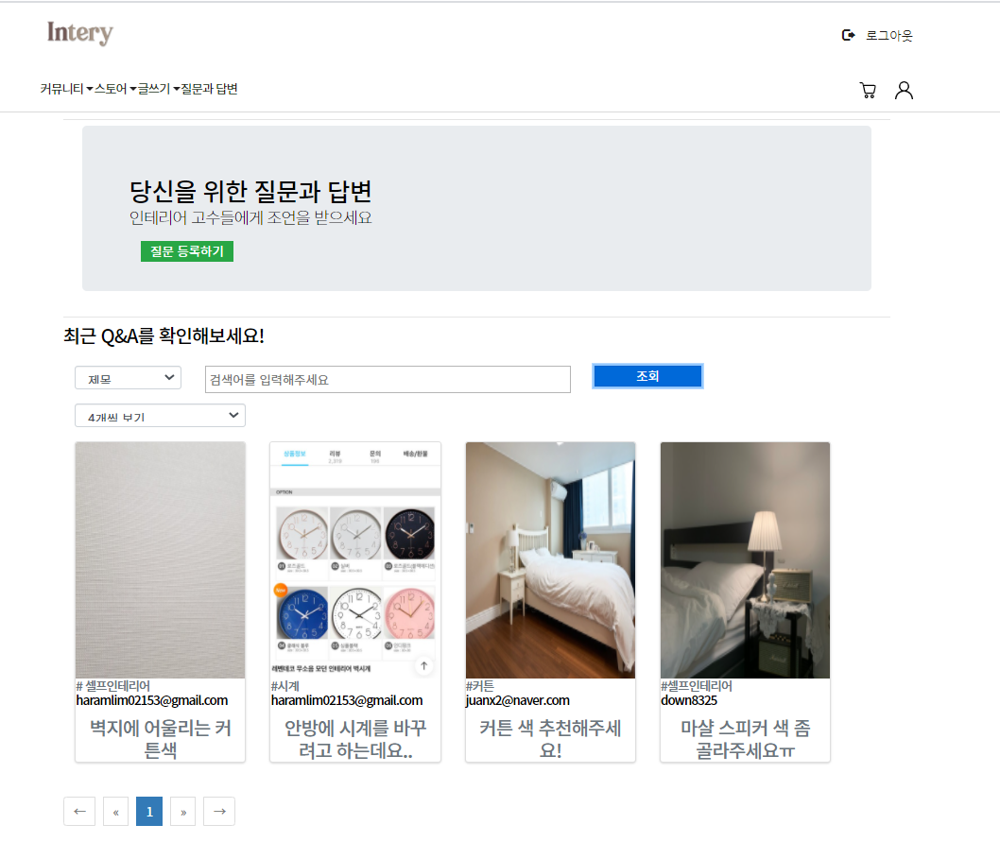 Intery
로그아웃
커뮤니티 스토어 글쓰기 질문과 답변
당신을 위한 질문과 답변
인테리어 고수들에게 조언을 받으세요
질문 등록하기
최근 Q&A를 확인해보세요!
제목
검색어를 입력해주세요
조회
4개씩 보기
# 셀프인테리어
haramlim02153@gmail.com
벽지에 어울리는 커
튼색
상품정보 리뷰 문의 배송/환불
OPTION
레벤데코 무소음 모던 인테리어 벽시계
#시계
haramlim02153@gmail.com
안방에 시계를 바꾸
려고 하는데요..
#커튼
juanx2@naver.com
커튼 색 추천해주세
요!
#셀프인테리어
down8325
마샬 스피커 색 좀
골라주세요ㅠ
← « 1 » →